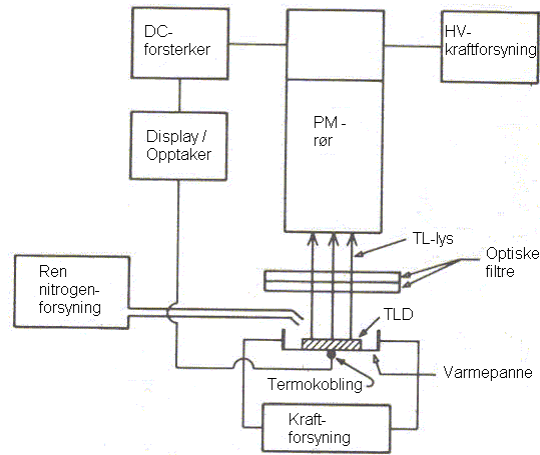 DC-
forsterker
HV-
kraftforsyning
Display /
Opptaker
PM -
rør
TL-lys
Optiske
filtre
Ren
nitrogen-
forsyning
TLD
Termokobling
Varmepanne
Kraft-
forsyning